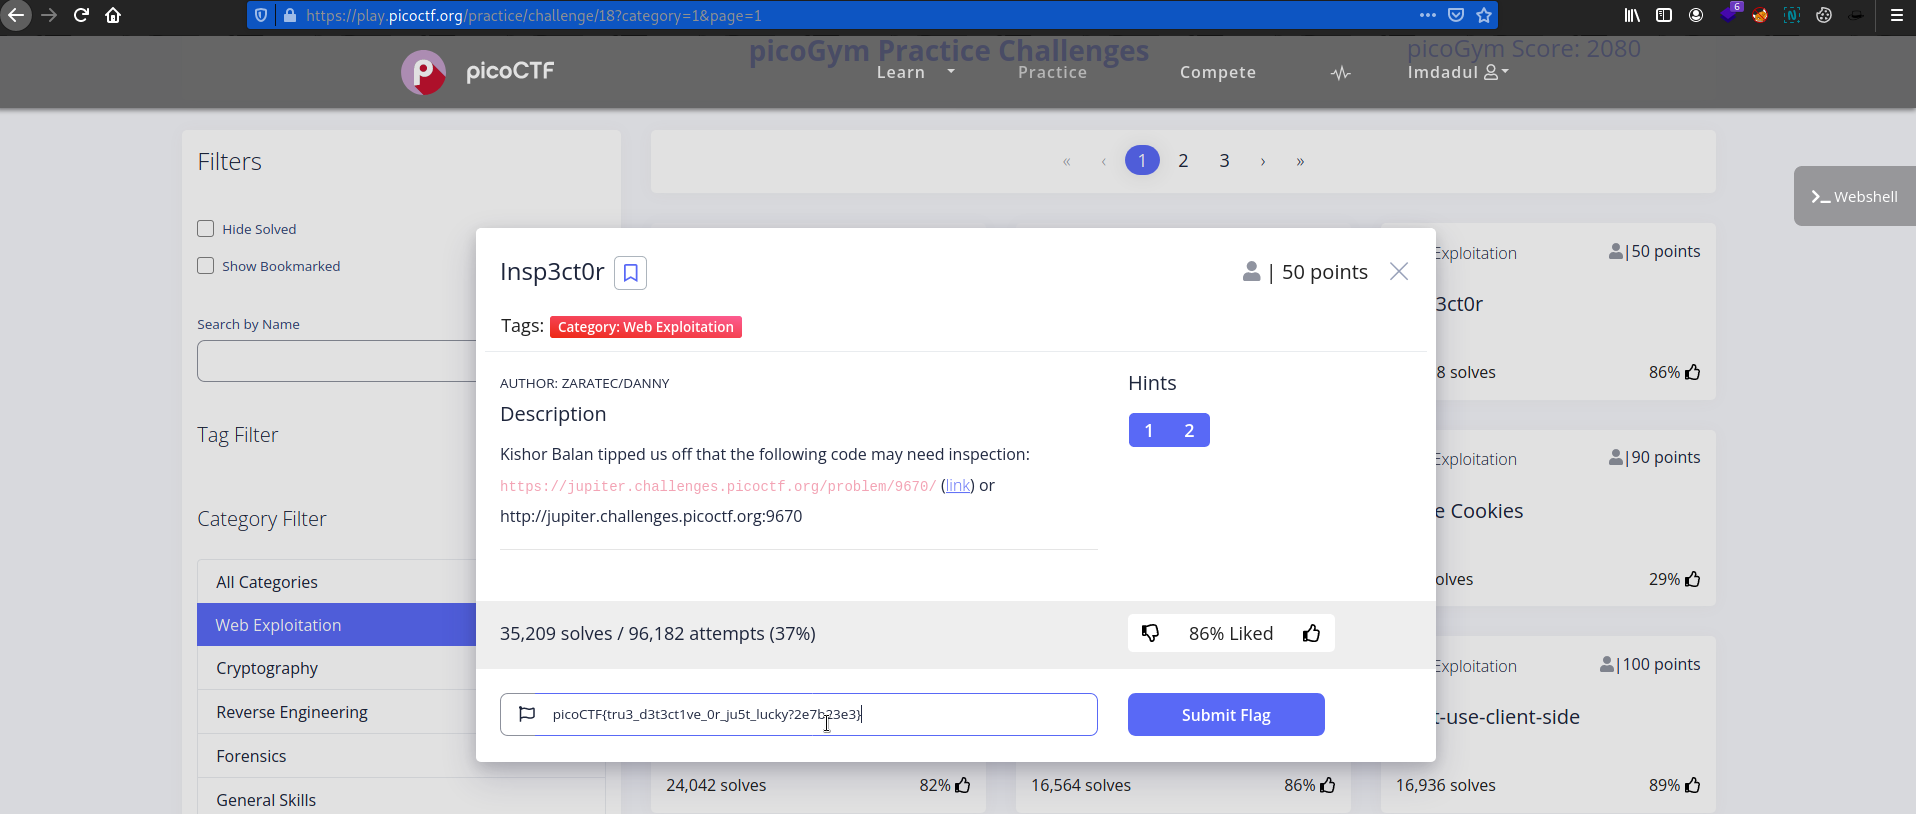 https://play.picoctf.org/practice/challenge/18?category=1&page=1
6
picoGym Practice Challenges
picoGym Score: 2080
picoCTF
Learn
Practice
Compete
Imdadul
Filters
« ‹ 1 2 3 › »
Webshell
Hide Solved
Show Bookmarked
Search by Name
Tag Filter
Category Filter
All Categories
Web Exploitation
Cryptography
Reverse Engineering
Forensics
General Skills
Insp3ct0r
| 50 points
Tags: Category: Web Exploitation
AUTHOR: ZARATEC/DANNY
Description
Kishor Balan tipped us off that the following code may need inspection:
https://jupiter.challenges.picoctf.org/problem/9670/ (link) or
http://jupiter.challenges.picoctf.org:9670
Hints
1 2
35,209 solves / 96,182 attempts (37%)
86% Liked
picoCTF{tru3_d3t3ct1ve_0r_ju5t_lucky?2e7b23e3}
Submit Flag
Exploitation
|50 points
3ct0r
8 solves
86%
Exploitation
|90 points
e Cookies
olves
29%
Exploitation
|100 points
t-use-client-side
24,042 solves
82%
16,564 solves
86%
16,936 solves
89%